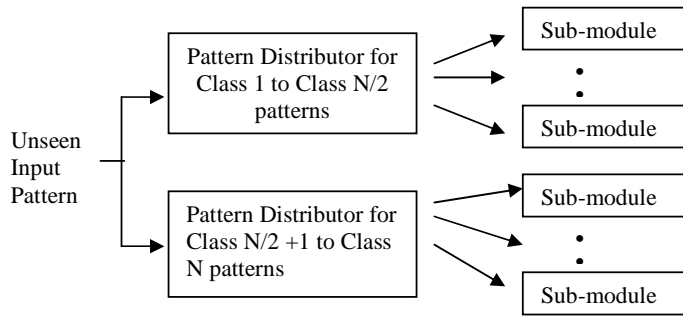 Unseen
Input
Pattern
Pattern Distributor for
Class 1 to Class N/2
patterns
Pattern Distributor for
Class N/2 +1 to Class
N patterns
Sub-module
Sub-module
Sub-module
Sub-module